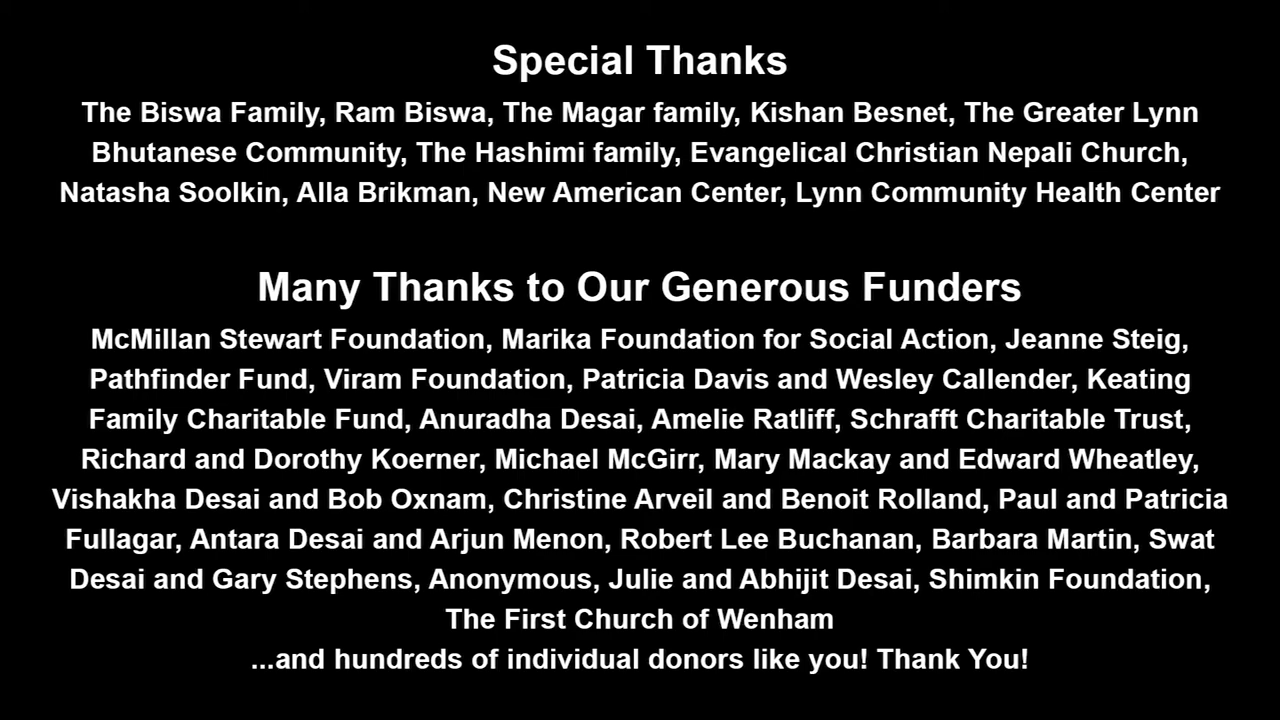 Special Thanks
The Biswa Family, Ram Biswa, The Magar family, Kishan Besnet, The Greater Lynn
Bhutanese Community, The Hashimi family, Evangelical Christian Nepali Church,
Natasha Soolkin, Alla Brikman, New American Center, Lynn Community Health Center
Many Thanks to Our Generous Funders
McMillan Stewart Foundation, Marika Foundation for Social Action, Jeanne Steig,
Pathfinder Fund, Viram Foundation, Patricia Davis and Wesley Callender, Keating
Family Charitable Fund, Anuradha Desai, Amelie Ratliff, Schrafft Charitable Trust,
Richard and Dorothy Koerner, Michael McGirr, Mary Mackay and Edward Wheatley,
Vishakha Desai and Bob Oxnam, Christine Arveil and Benoit Rolland, Paul and Patricia
Fullagar, Antara Desai and Arjun Menon, Robert Lee Buchanan, Barbara Martin, Swat
Desai and Gary Stephens, Anonymous, Julie and Abhijit Desai, Shimkin Foundation,
The First Church of Wenham
...and hundreds of individual donors like you! Thank You!